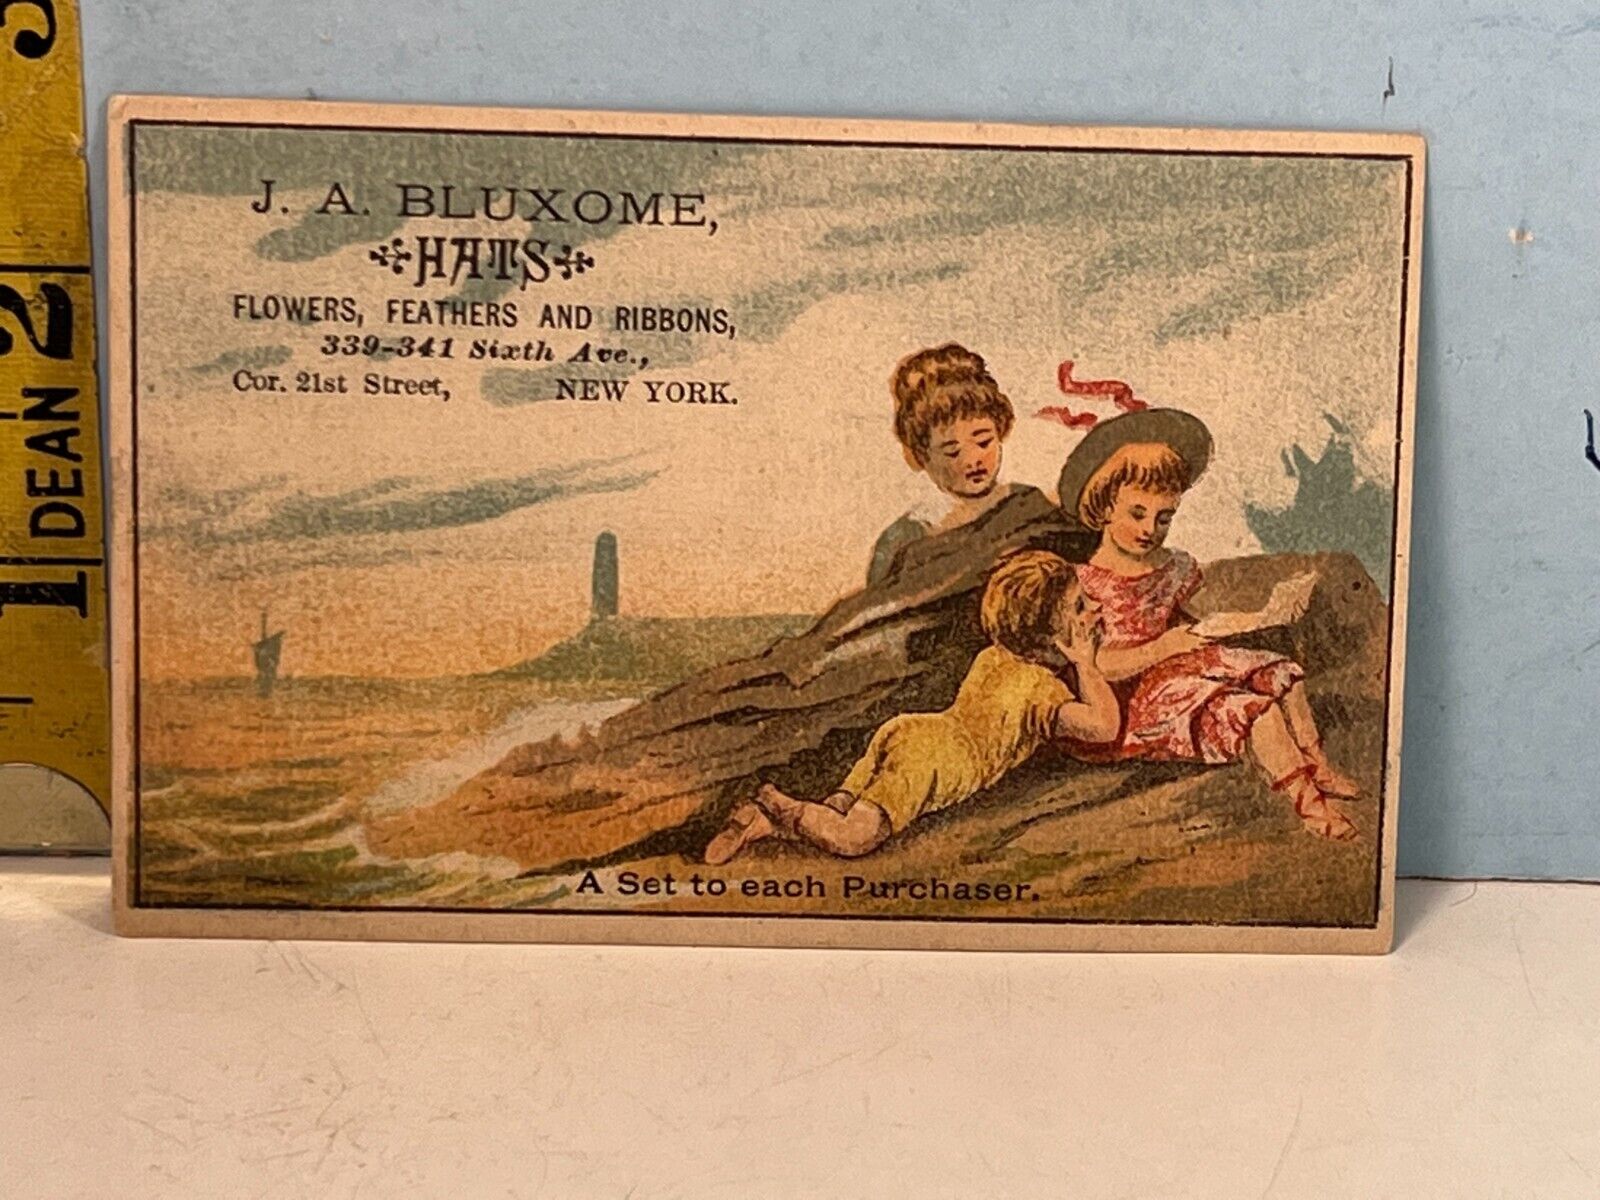 J. A. BLUXOME,
HATS
FLOWERS, FEATHERS AND RIBBONS,
339-341 Sixth Ave.,
Cor. 21st Street, NEW YORK.
A Set to each Purchaser.
3
2
1
DEAN